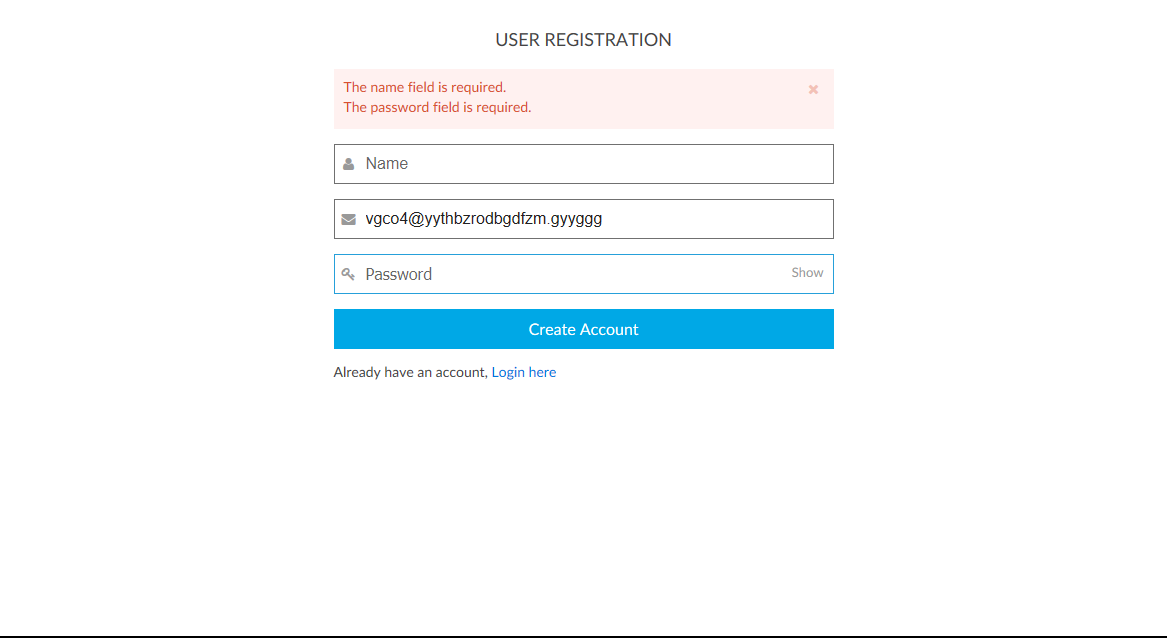 USER REGISTRATION
The name field is required.
The password field is required.
Name
vgco4@yythbzrodbgdfzm.gyyggg
Password Show
Create Account
Already have an account, Login here